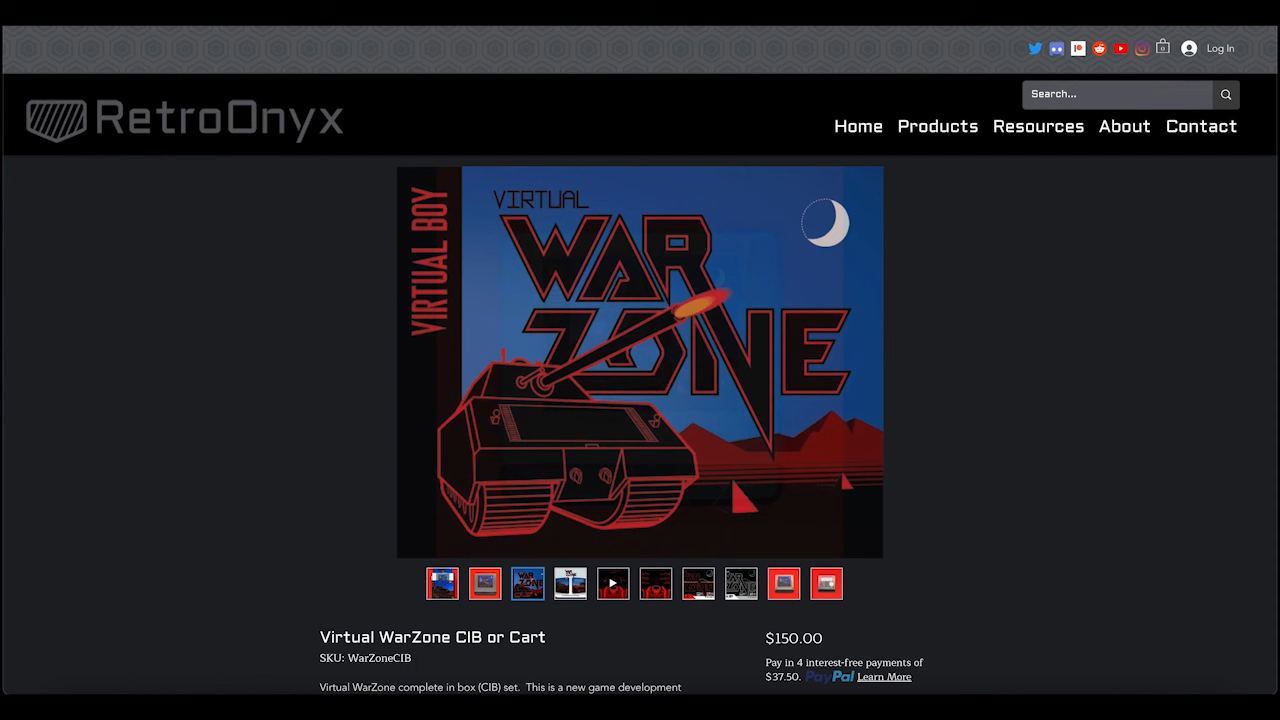 Log In
RetroOnyx
Search...
Home Products Resources About Contact
VIRTUAL BOY
VIRTUAL
WAR
ZONE
Virtual WarZone CIB or Cart
SKU: WarZoneCIB
Virtual WarZone complete in box (CIB) set. This is a new game development
$150.00
Pay in 4 interest-free payments of
$37.50. PayPal Learn More